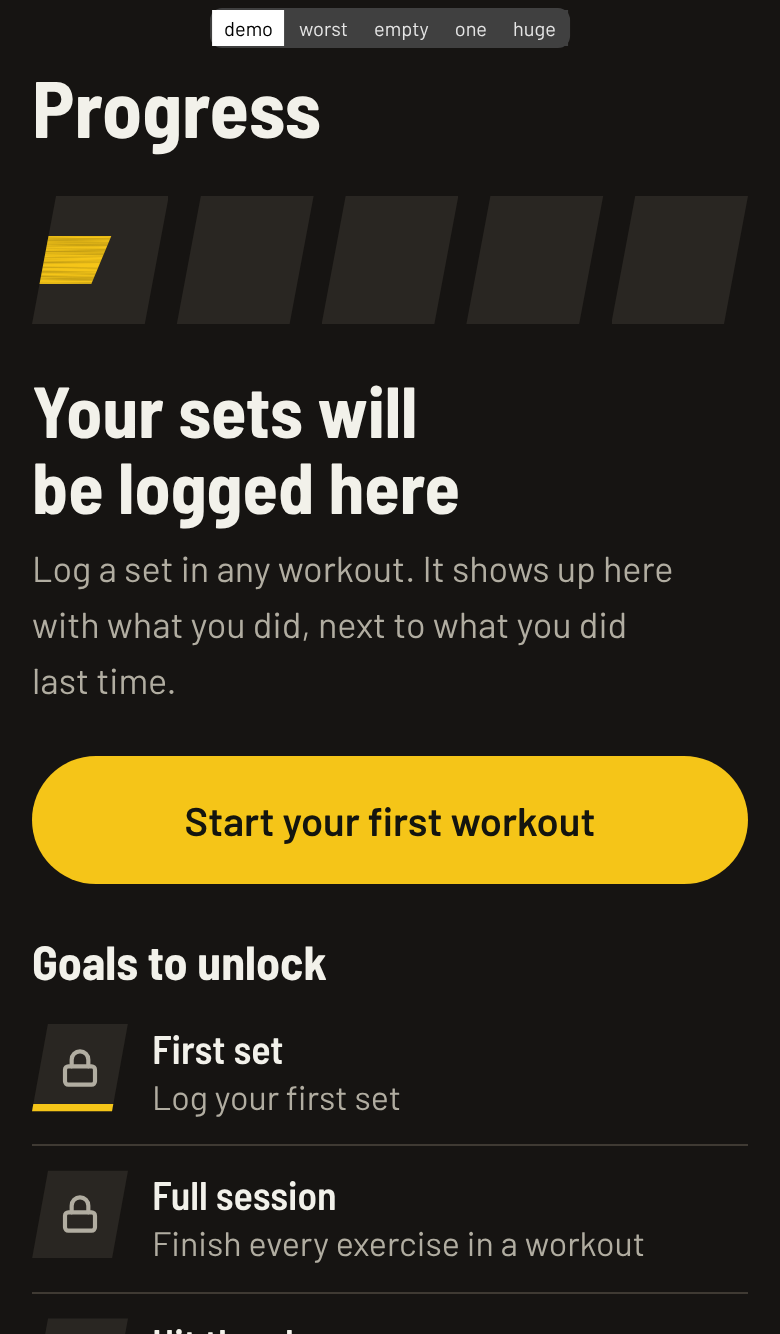 demo worst empty one huge
Progress
Your sets will
be logged here
Log a set in any workout. It shows up here
with what you did, next to what you did
last time.
Start your first workout
Goals to unlock
First set
Log your first set
Full session
Finish every exercise in a workout